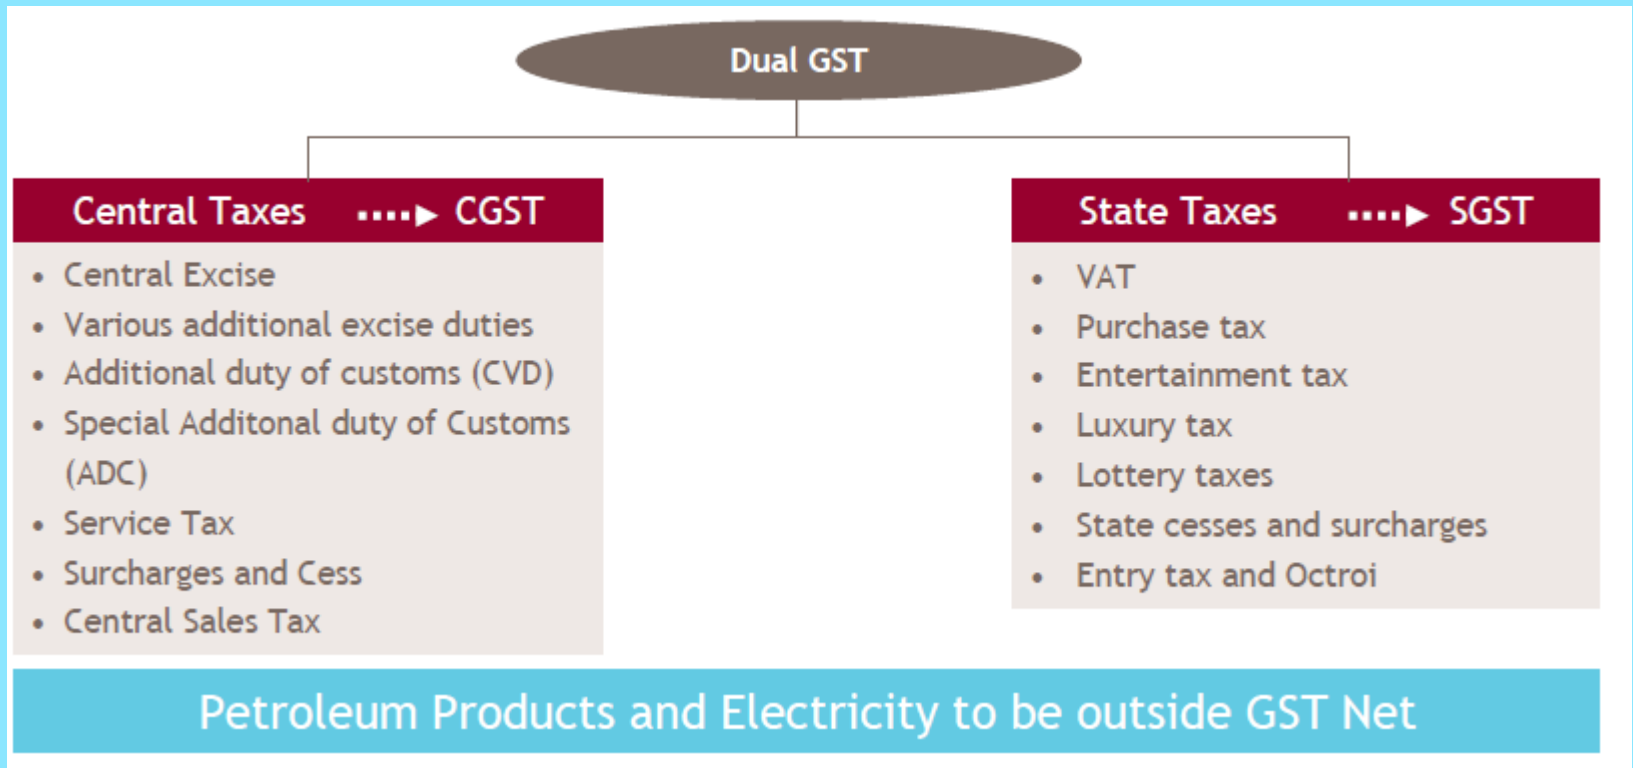 Dual GST
Central Taxes CGST
• Central Excise
• Various additional excise duties
• Additional duty of customs (CVD)
• Special Additonal duty of Customs
(ADC)
• Service Tax
• Surcharges and Cess
• Central Sales Tax
State Taxes SGST
• VAT
• Purchase tax
• Entertainment tax
• Luxury tax
• Lottery taxes
• State cesses and surcharges
• Entry tax and Octroi
Petroleum Products and Electricity to be outside GST Net